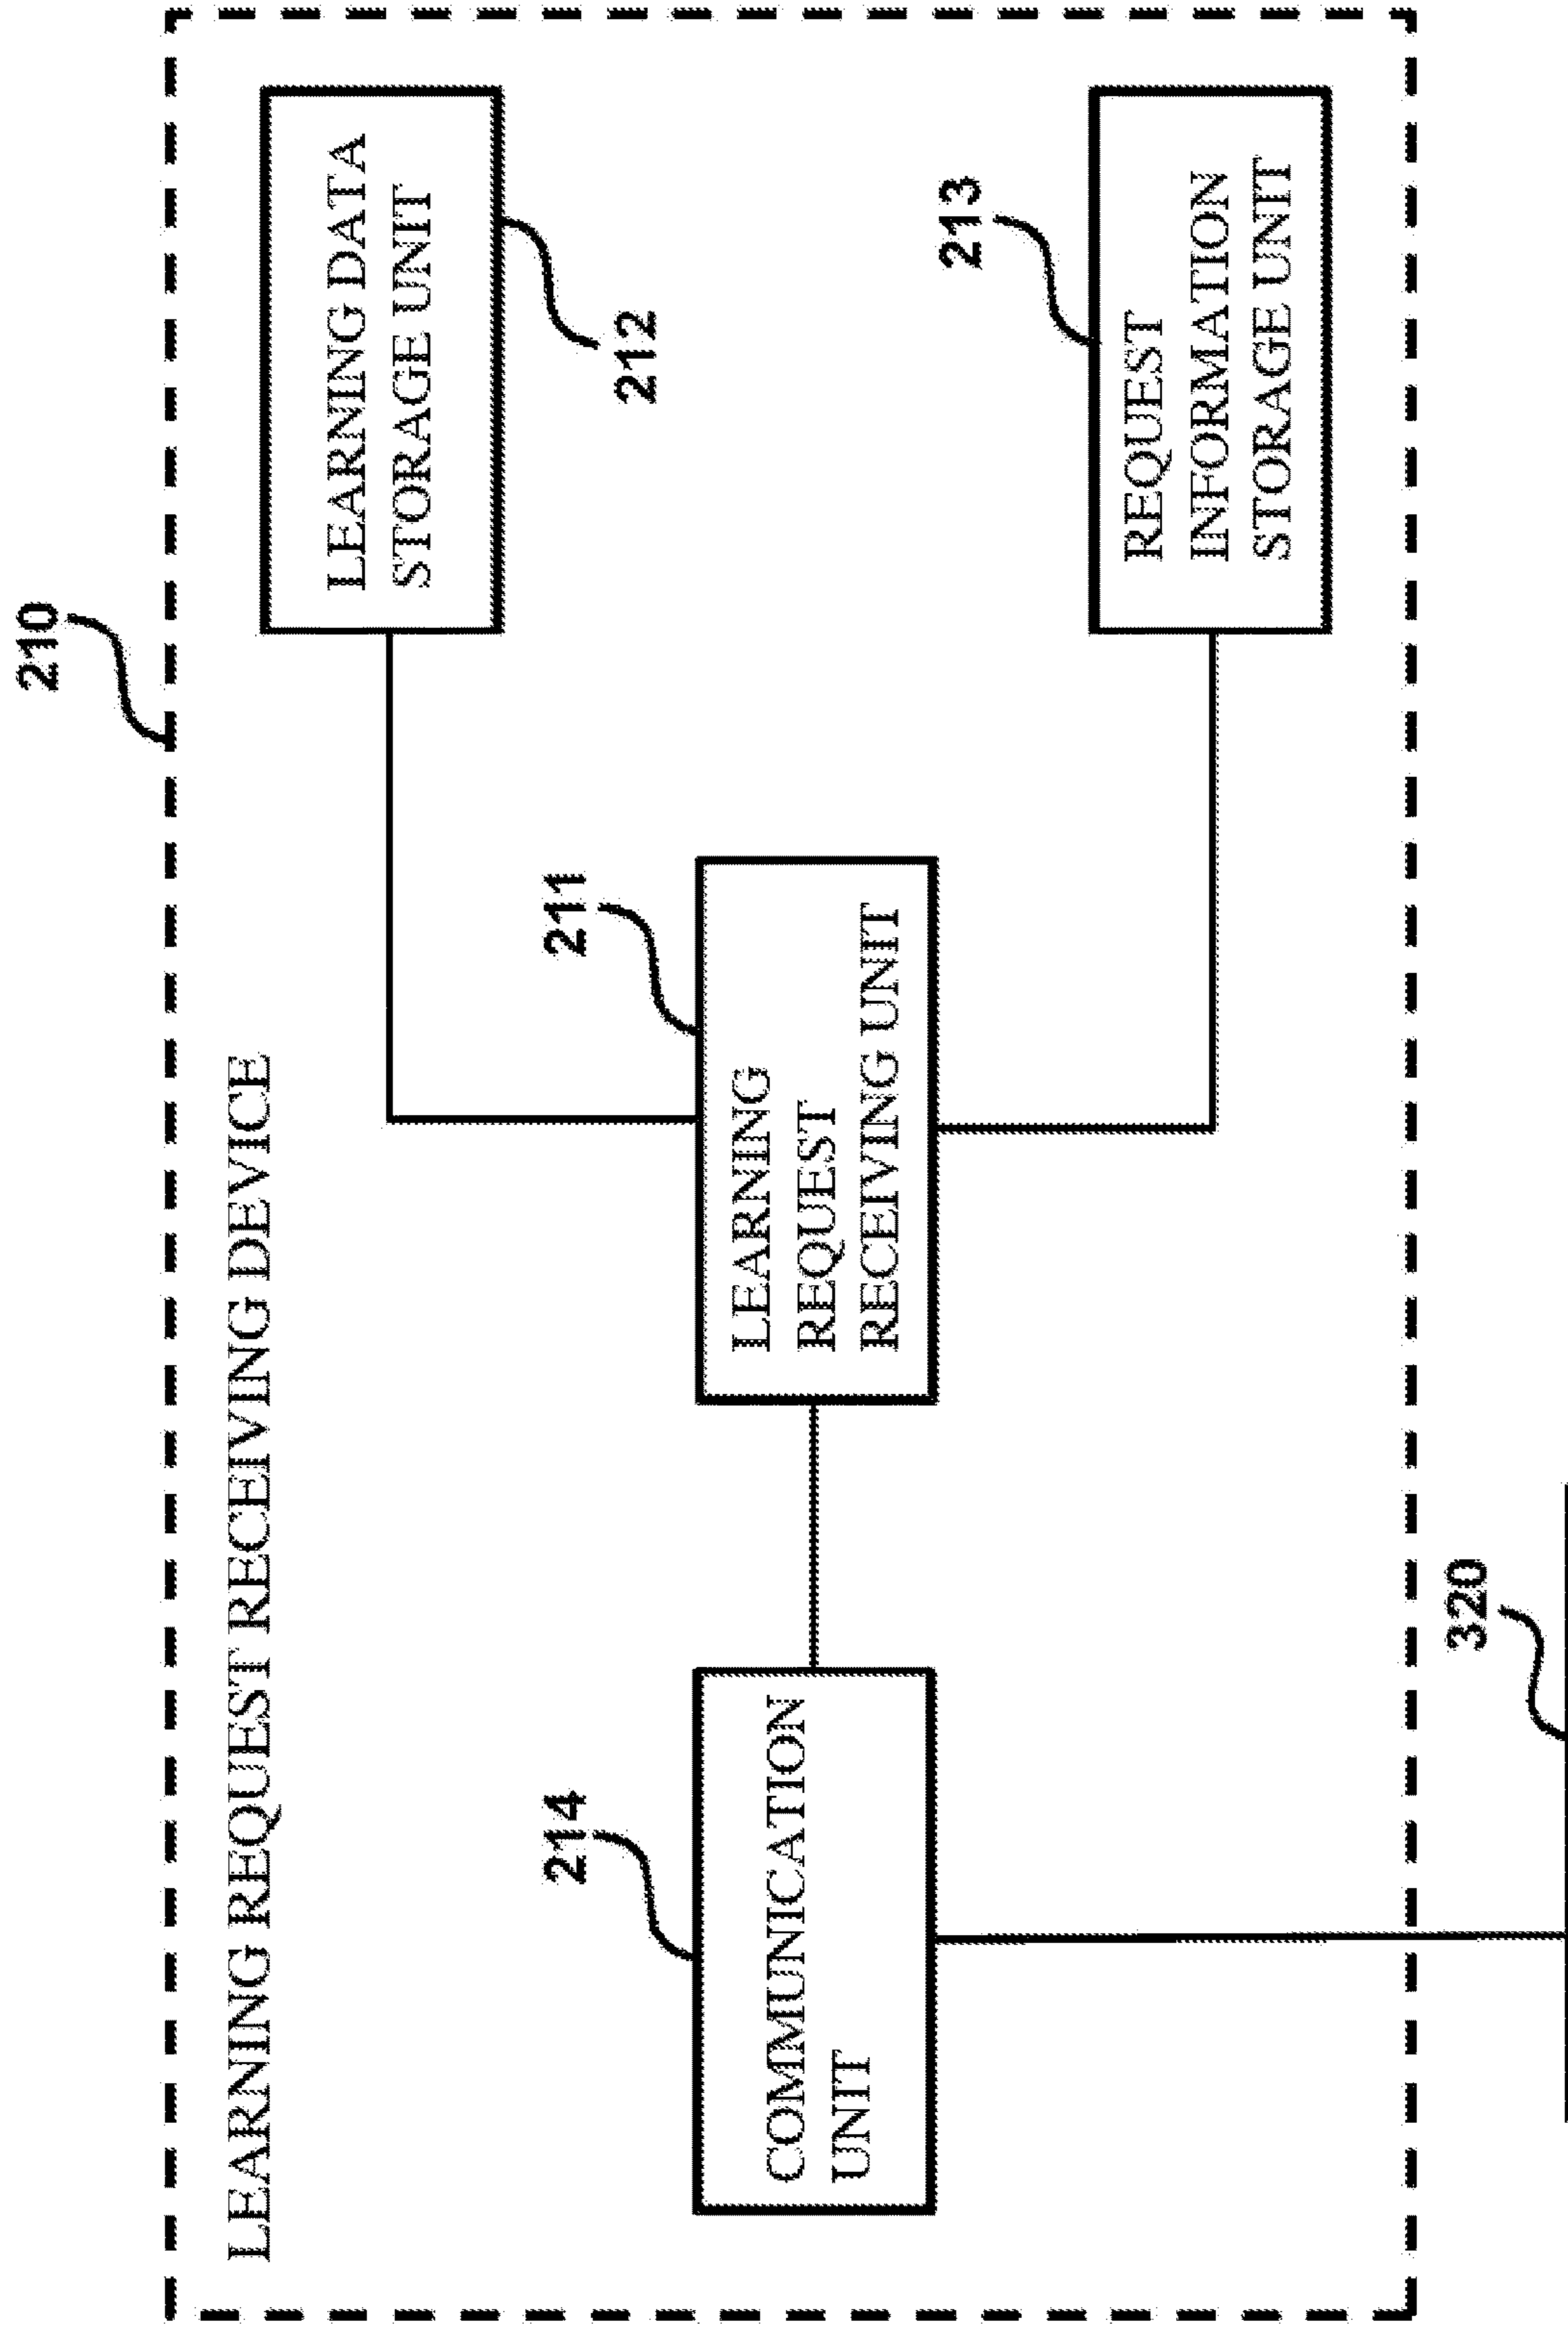 210
LEARNING REQUEST RECEIVING DEVICE
LEARNING DATA
STORAGE UNIT
212
211
214
COMMUNICATION
UNIT
LEARNING
REQUEST
RECEIVING UNIT
213
REQUEST
INFORMATION
STORAGE UNIT
320